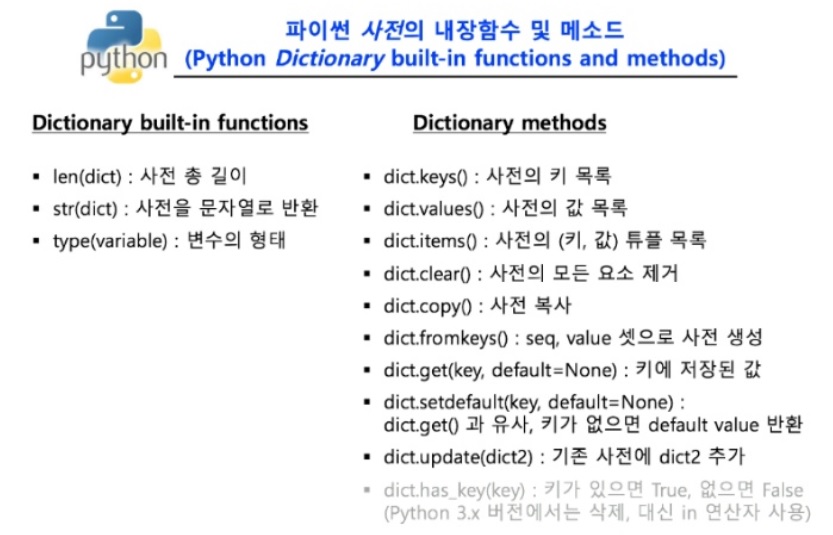 python
파이썬 사전의 내장함수 및 메소드
(Python Dictionary built-in functions and methods)
Dictionary built-in functions
▪ len(dict) : 사전 총 길이
▪ str(dict) : 사전을 문자열로 반환
▪ type(variable) : 변수의 형태
Dictionary methods
▪ dict.keys() : 사전의 키 목록
▪ dict.values() : 사전의 값 목록
▪ dict.items() : 사전의 (키, 값) 튜플 목록
▪ dict.clear() : 사전의 모든 요소 제거
▪ dict.copy() : 사전 복사
▪ dict.fromkeys() : seq, value 셋으로 사전 생성
▪ dict.get(key, default=None) : 키에 저장된 값
▪ dict.setdefault(key, default=None) :
dict.get() 과 유사, 키가 없으면 default value 반환
▪ dict.update(dict2) : 기존 사전에 dict2 추가
▪ dict.has_key(key) : 키가 있으면 True, 없으면 False
(Python 3.x 버전에서는 삭제, 대신 in 연산자 사용)